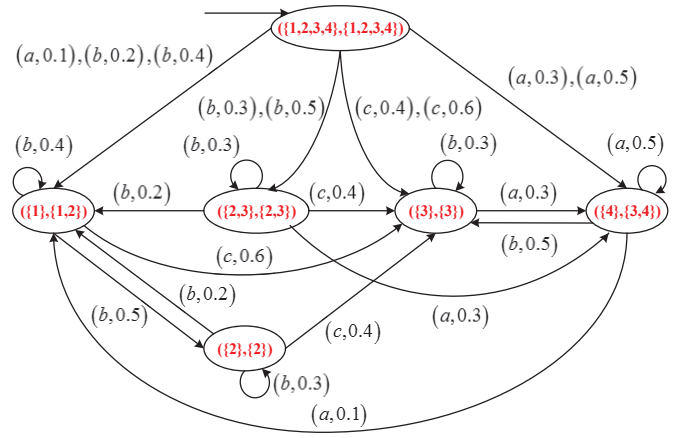 ({1,2,3,4},{1,2,3,4})
(a,0.1),(b,0.2),(b,0.4)
(a,0.3),(a,0.5)
(b,0.3),(b,0.5)
(c,0.4),(c,0.6)
(b,0.4)
(b,0.3)
(b,0.3)
(a,0.5)
(b,0.2)
(c,0.4)
(a,0.3)
({1},{1,2})
({2,3},{2,3})
({3},{3})
({4},{3,4})
(b,0.5)
(c,0.6)
(b,0.2)
(b,0.5)
(a,0.3)
(c,0.4)
({2},{2})
(b,0.3)
(a,0.1)